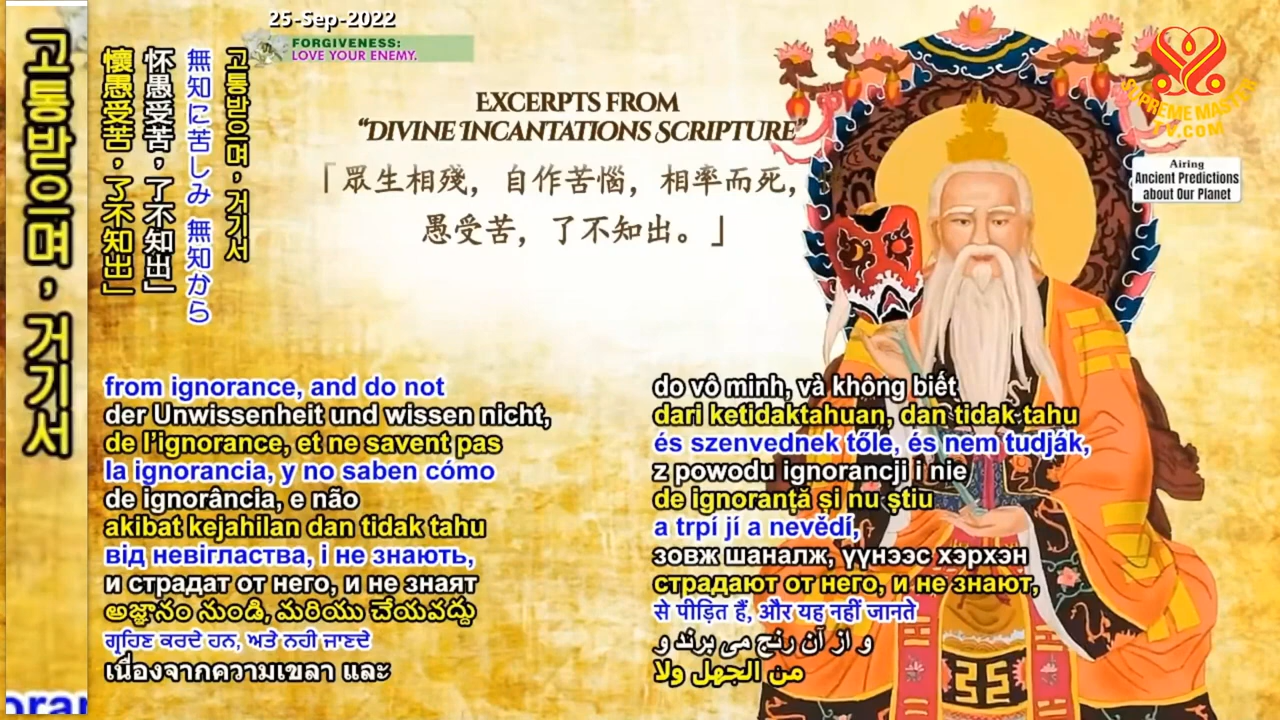 고통받으며, 거기서
25-Sep-2022
FORGIVENESS:
LOVE YOUR ENEMY.
고통받으며, 거기서
無知に苦しみ 無知から
怀愚受苦，了不知出」
懷愚受苦，了不知出」
EXCERPTS FROM
“DIVINE INCANTATIONS SCRIPTURE”
「眾生相殘，自作苦惱，相率而死，
愚受苦，了不知出。」
SUPREME MASTER
TV.COM
Airing
Ancient Predictions
about Our Planet
from ignorance, and do not
der Unwissenheit und wissen nicht,
de l’ignorance, et ne savent pas
la ignorancia, y no saben cómo
de ignorância, e não
akibat kejahilan dan tidak tahu
від невігластва, і не знають,
и страдат от него, и не знаят
అజ్ఞానం నుండి, మరియు చేయవద్దు
ਗ੍ਰਹਿਣ ਕਰਦੇ ਹਨ, ਅਤੇ ਨਹੀ ਜਾਣਦੇ
เนื่องจากความเขลา และ
do vô minh, và không biết
dari ketidaktahuan, dan tidak tahu
és szenvednek tőle, és nem tudják,
z powodu ignorancji i nie
de ignoranță și nu știu
a trpí jí a nevědí,
зовж шаналж, үүнээс хэрхэн
страдают от него, и не знают,
से पीड़ित हैं, और यह नहीं जानते
و از آن رنج می برند و
من الجهل ولا